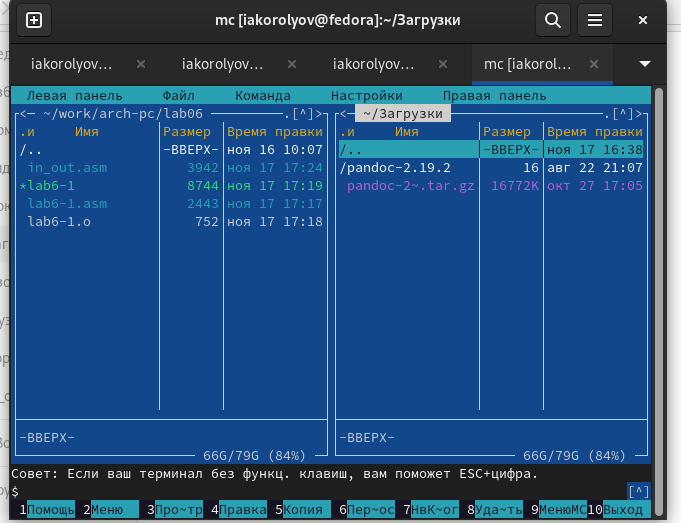 mc [iakorolyov@fedora]:~/Загрузки
iakorolyov… × iakorolyov… × iakorolyov… × mc [iakorol… ×
Левая панель Файл Команда Настройки Правая панель
<— ~/work/arch-pc/lab06 .[^]> <— ~/Загрузки .[^]>
.и Имя Размер Время правки .и Имя Размер Время правки
/.. -ВВЕРХ- ноя 16 10:07 /.. -ВВЕРХ- ноя 17 16:38
in_out.asm 3942 ноя 17 17:24 /pandoc-2.19.2 16 авг 22 21:07
*lab6-1 8744 ноя 17 17:19 pandoc-2~.tar.gz 16772K окт 27 17:05
lab6-1.asm 2443 ноя 17 17:17
lab6-1.o 752 ноя 17 17:18
-ВВЕРХ- -ВВЕРХ-
66G/79G (84%) 66G/79G (84%)
Совет: Если ваш терминал без функц. клавиш, вам поможет ESC+цифра.
$ [^]
1Помощь 2Меню 3Про~тр 4Правка 5Копия 6Пер~ос 7НвК~ог 8Уда~ть 9МенюМС 10Выход